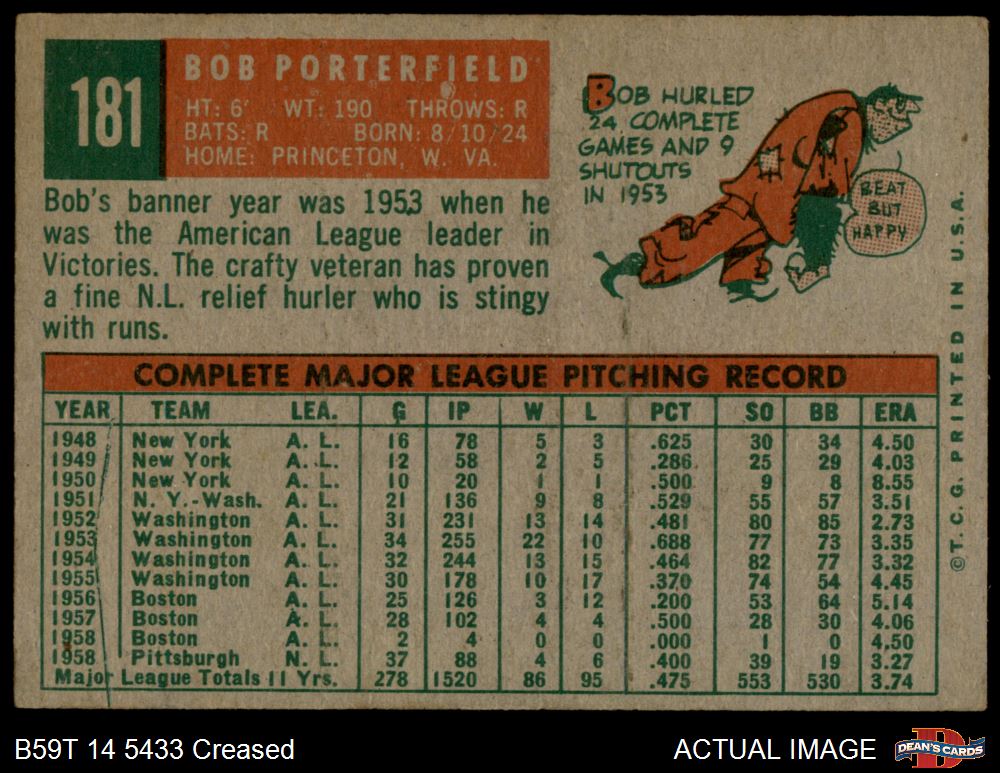 181
BOB PORTERFIELD
HT: 6' WT: 190 THROWS: R
BATS: R BORN: 8/10/24
HOME: PRINCETON, W. VA.
Bob's banner year was 1953 when he
was the American League leader in
Victories. The crafty veteran has proven
a fine N.L. relief hurler who is stingy
with runs.
BOB HURLED
24 COMPLETE
GAMES AND 9
SHUTOUTS
IN 1953
BEAT
BUT
HAPPY
COMPLETE MAJOR LEAGUE PITCHING RECORD
YEAR TEAM LEA. G IP W L PCT SO BB ERA
1948 New York A. L. 16 78 5 3 .625 30 34 4.50
1949 New York A. L. 12 58 2 5 .286 25 29 4.03
1950 New York A. L. 10 20 1 1 .500 9 8 8.55
1951 N. Y.-Wash. A. L. 21 136 9 8 .529 55 57 3.51
1952 Washington A. L. 31 231 13 14 .481 80 85 2.73
1953 Washington A. L. 34 255 22 10 .688 77 73 3.35
1954 Washington A. L. 32 244 13 15 .464 82 77 3.32
1955 Washington A. L. 30 178 10 17 .370 74 54 4.45
1956 Boston A. L. 25 126 3 12 .200 53 64 5.14
1957 Boston A. L. 28 102 4 4 .500 28 30 4.06
1958 Boston A. L. 2 4 0 0 .000 1 0 4.50
1958 Pittsburgh N. L. 37 88 4 6 .400 39 19 3.27
Major League Totals 11 Yrs. 278 1520 86 95 .475 553 530 3.74
©T. C. G. PRINTED IN U.S.A.
B59T 14 5433 Creased
ACTUAL IMAGE
D
DEAN'S CARDS